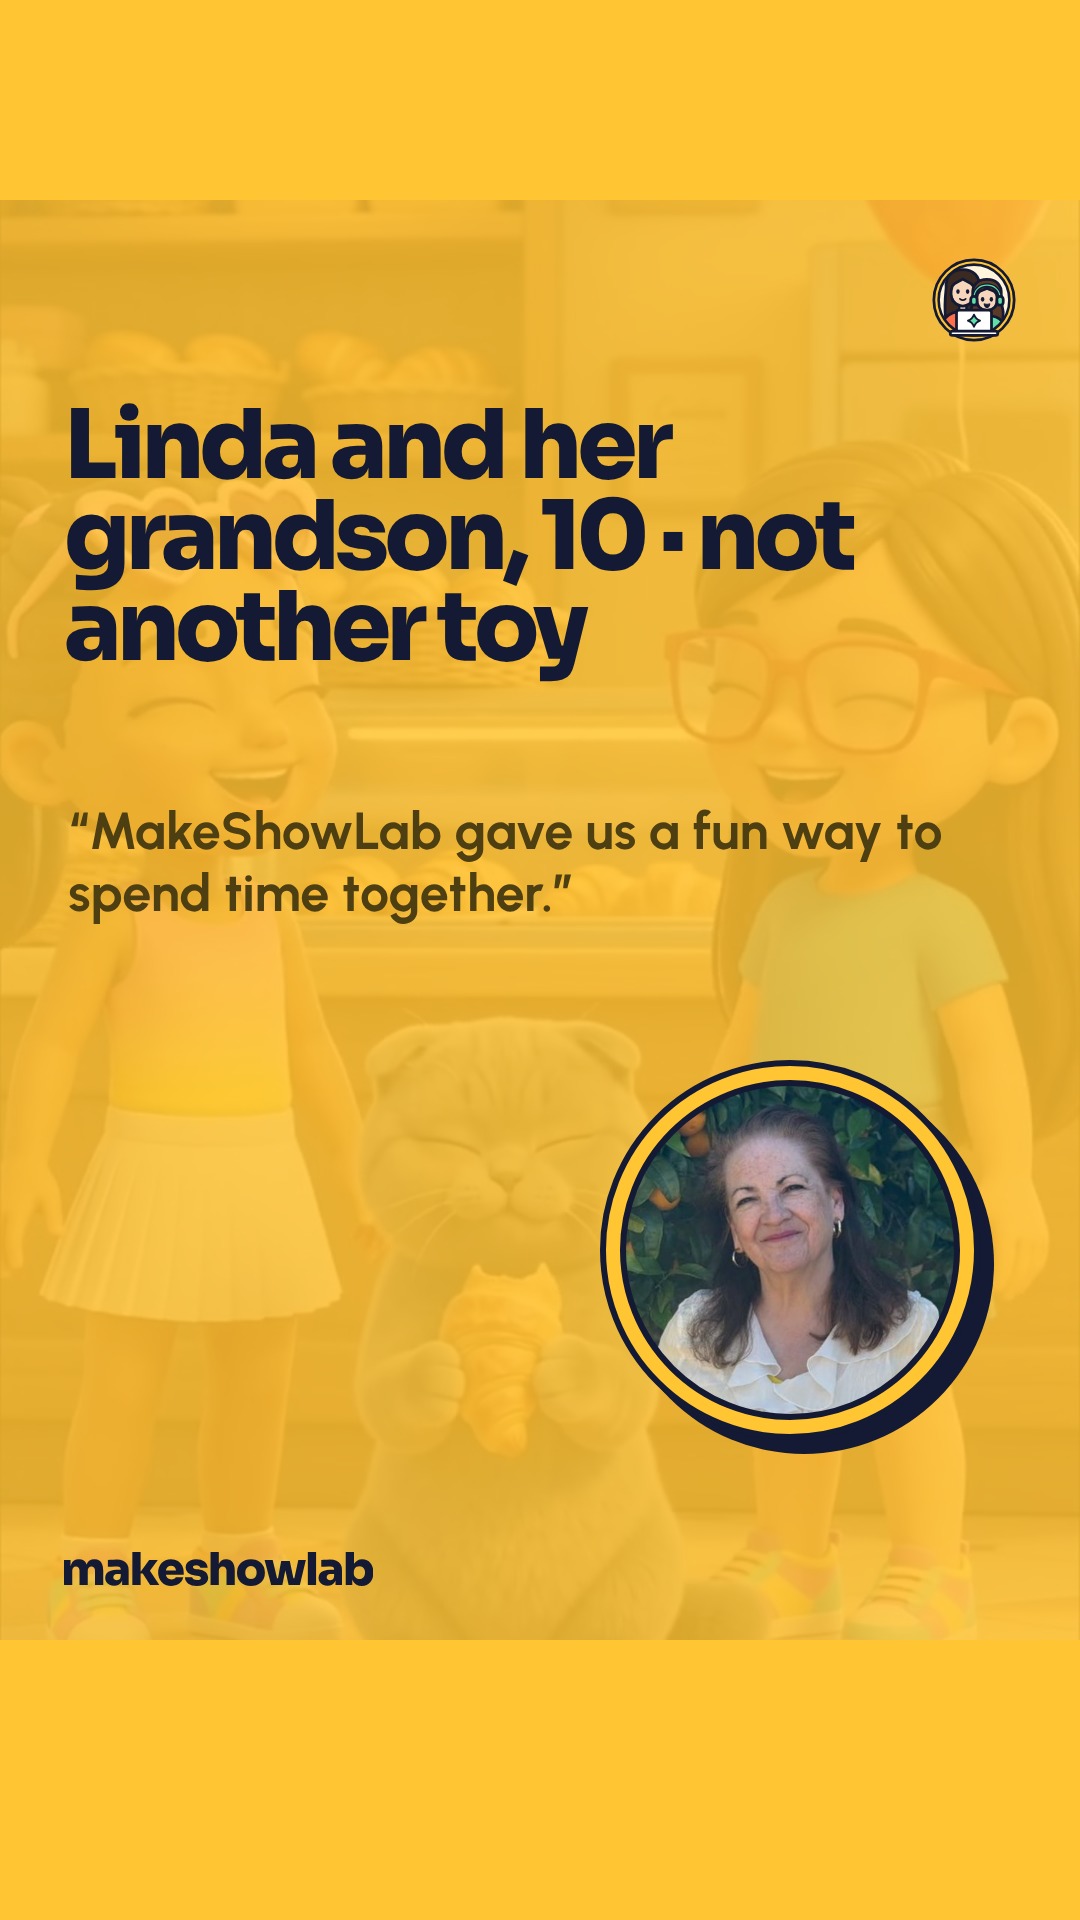 Linda and her
grandson, 10 · not
another toy
“MakeShowLab gave us a fun way to
spend time together.”
makeshowlab